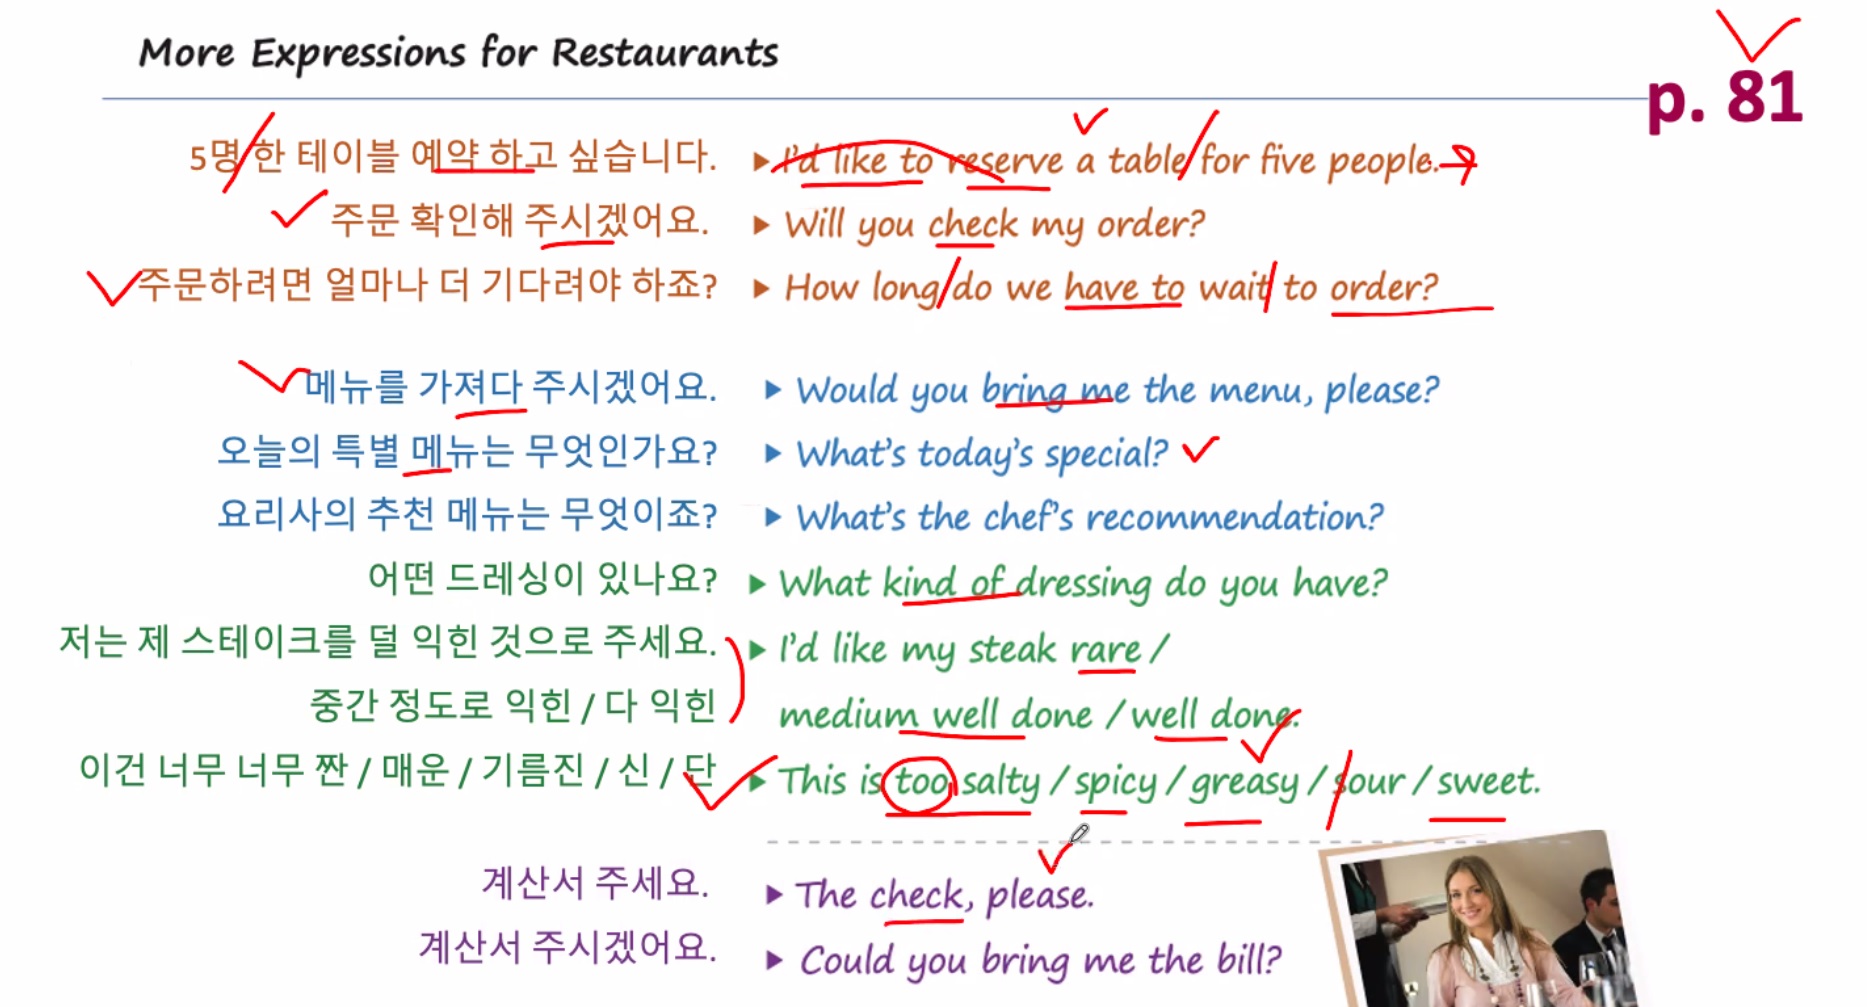 More Expressions for Restaurants
p. 81
5명 한 테이블 예약 하고 싶습니다. ▶ I'd like to reserve a table for five people.
주문 확인해 주시겠어요. ▶ Will you check my order?
주문하려면 얼마나 더 기다려야 하죠? ▶ How long do we have to wait to order?
메뉴를 가져다 주시겠어요. ▶ Would you bring me the menu, please?
오늘의 특별 메뉴는 무엇인가요? ▶ What's today's special?
요리사의 추천 메뉴는 무엇이죠? ▶ What's the chef's recommendation?
어떤 드레싱이 있나요? ▶ What kind of dressing do you have?
저는 제 스테이크를 덜 익힌 것으로 주세요. ▶ I'd like my steak rare /
중간 정도로 익힌 / 다 익힌 medium well done / well done.
이건 너무 너무 짠 / 매운 / 기름진 / 신 / 단 ▶ This is too salty / spicy / greasy / sour / sweet.
계산서 주세요. ▶ The check, please.
계산서 주시겠어요. ▶ Could you bring me the bill?